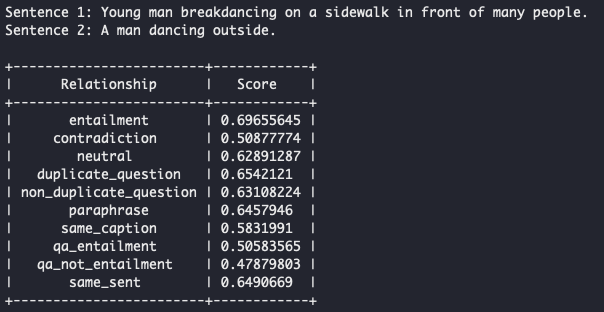 Sentence 1: Young man breakdancing on a sidewalk in front of many people.
Sentence 2: A man dancing outside.
+------------------------+------------+
|      Relationship      |   Score    |
+------------------------+------------+
|       entailment       | 0.69655645 |
|     contradiction      | 0.50877774 |
|        neutral         | 0.62891287 |
|   duplicate_question   | 0.6542121  |
| non_duplicate_question | 0.63108224 |
|       paraphrase       | 0.6457946  |
|      same_caption      | 0.5831991  |
|     qa_entailment      | 0.50583565 |
|   qa_not_entailment    | 0.47879803 |
|       same_sent        | 0.6490669  |
+------------------------+------------+